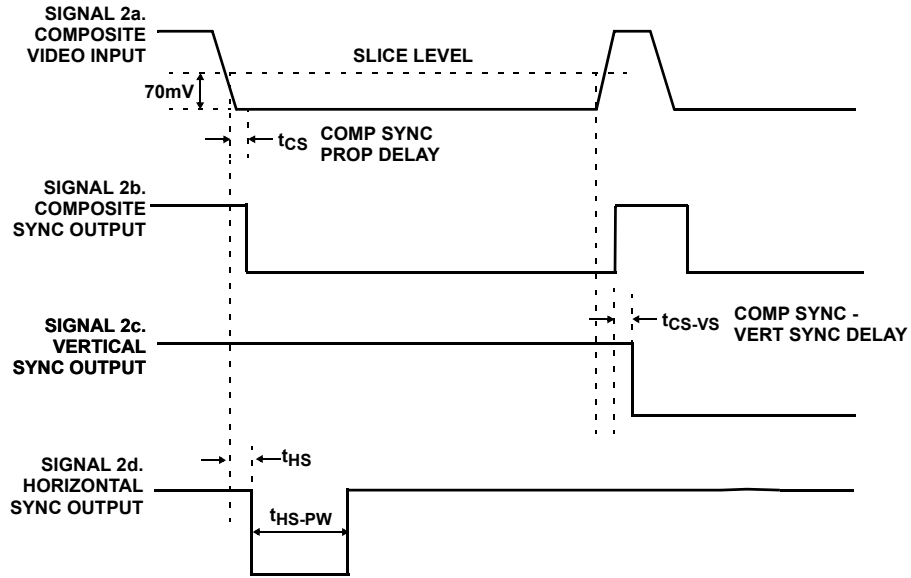 SIGNAL 2a.
COMPOSITE
VIDEO INPUT
SLICE LEVEL
70mV
tCS COMP SYNC
PROP DELAY
SIGNAL 2b.
COMPOSITE
SYNC OUTPUT
tCS-VS COMP SYNC -
VERT SYNC DELAY
SIGNAL 2c.
VERTICAL
SYNC OUTPUT
tHS
SIGNAL 2d.
HORIZONTAL
SYNC OUTPUT
tHS-PW